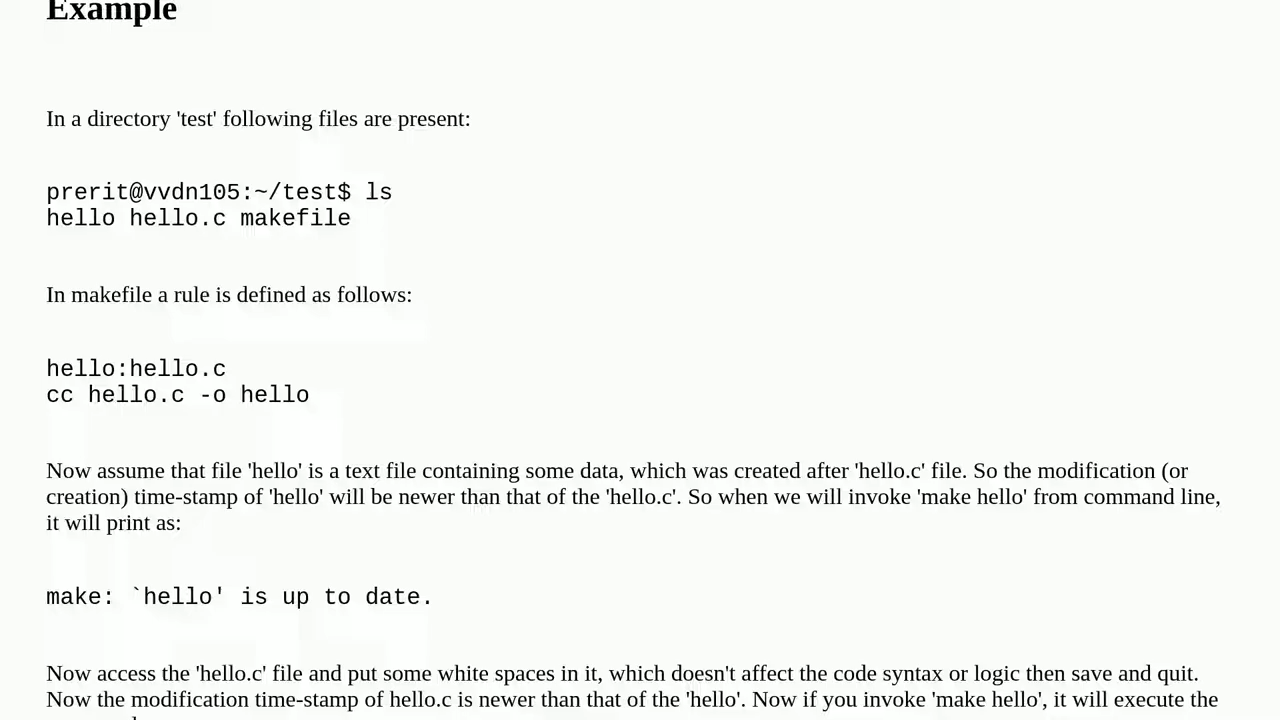 Example
In a directory 'test' following files are present:
prerit@vvdn105:~/test$ ls
hello hello.c makefile
In makefile a rule is defined as follows:
hello:hello.c
cc hello.c -o hello
Now assume that file 'hello' is a text file containing some data, which was created after 'hello.c' file. So the modification (or
creation) time-stamp of 'hello' will be newer than that of the 'hello.c'. So when we will invoke 'make hello' from command line,
it will print as:
make: `hello' is up to date.
Now access the 'hello.c' file and put some white spaces in it, which doesn't affect the code syntax or logic then save and quit.
Now the modification time-stamp of hello.c is newer than that of the 'hello'. Now if you invoke 'make hello', it will execute the